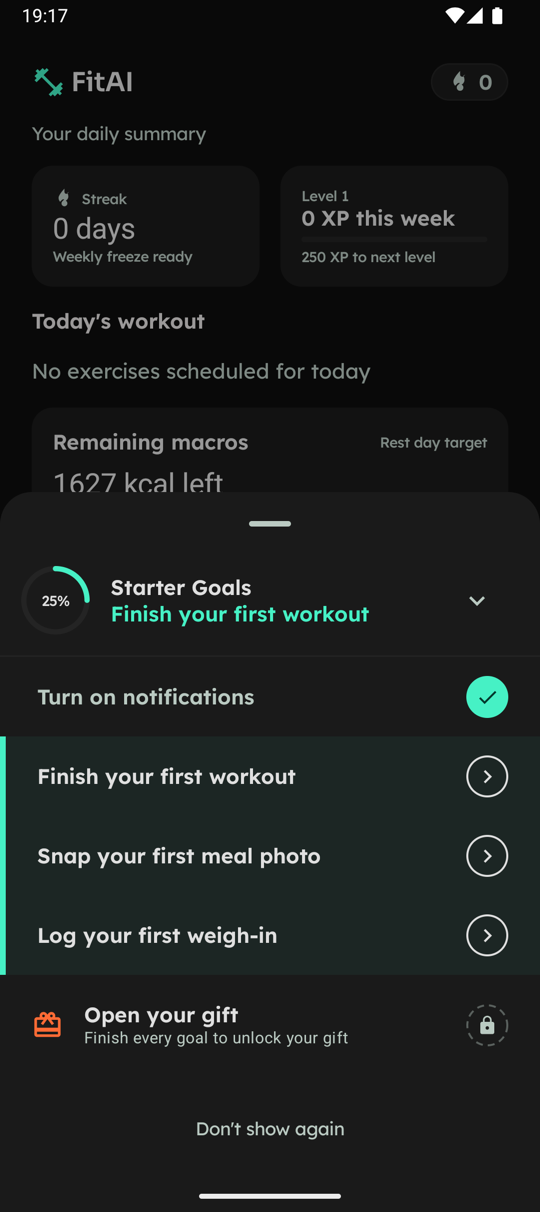 19:17
FitAI
0
Your daily summary
Streak
0 days
Weekly freeze ready
Level 1
0 XP this week
250 XP to next level
Today's workout
No exercises scheduled for today
Remaining macros
Rest day target
1627 kcal left
25%
Starter Goals
Finish your first workout
Turn on notifications
Finish your first workout
Snap your first meal photo
Log your first weigh-in
Open your gift
Finish every goal to unlock your gift
Don't show again